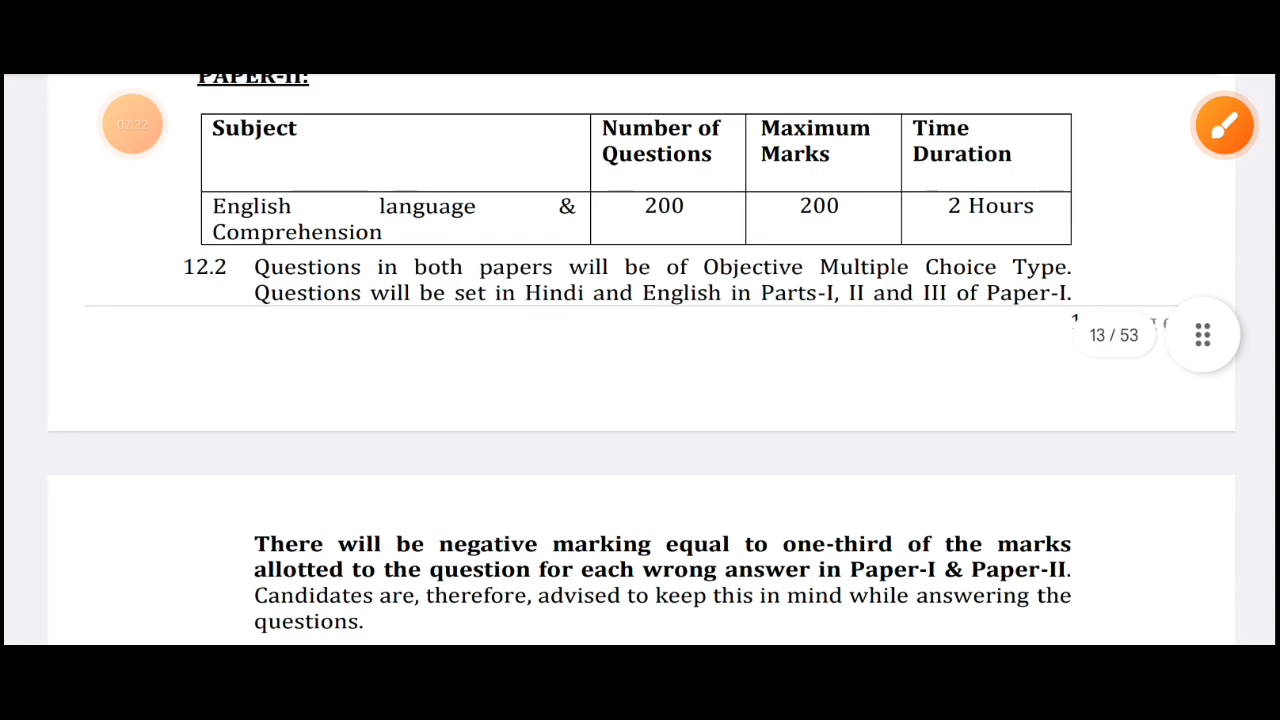 PAPER-II:
07:22
Subject
Number of Questions
Maximum Marks
Time Duration
English language & Comprehension
200
200
2 Hours
12.2 Questions in both papers will be of Objective Multiple Choice Type.
Questions will be set in Hindi and English in Parts-I, II and III of Paper-I.
13 / 53
There will be negative marking equal to one-third of the marks
allotted to the question for each wrong answer in Paper-I & Paper-II.
Candidates are, therefore, advised to keep this in mind while answering the
questions.